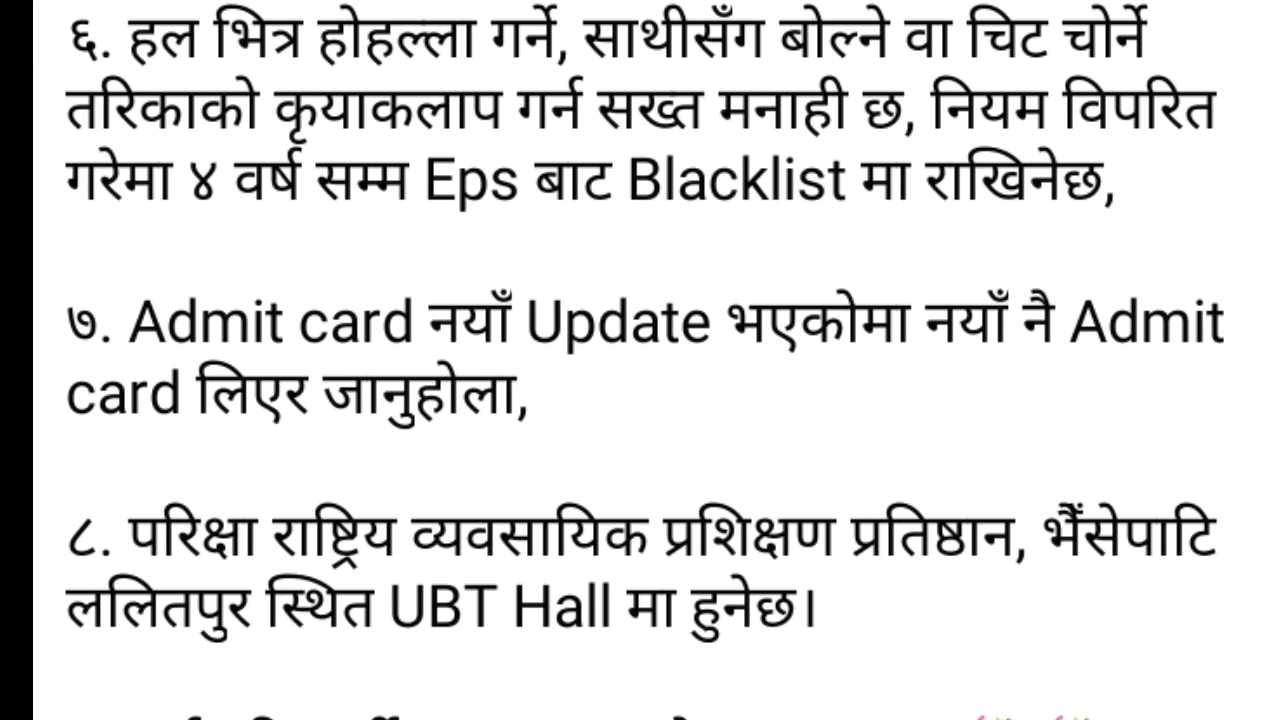 ६. हल भित्र होहल्ला गर्ने, साथीसँग बोल्ने वा चिट चोर्ने
तरिकाको कृयाकलाप गर्न सख्त मनाही छ, नियम विपरित
गरेमा ४ वर्ष सम्म Eps बाट Blacklist मा राखिनेछ,
७. Admit card नयाँ Update भएकोमा नयाँ नै Admit
card लिएर जानुहोला,
८. परिक्षा राष्ट्रिय व्यवसायिक प्रशिक्षण प्रतिष्ठान, भैँसेपाटि
ललितपुर स्थित UBT Hall मा हुनेछ।